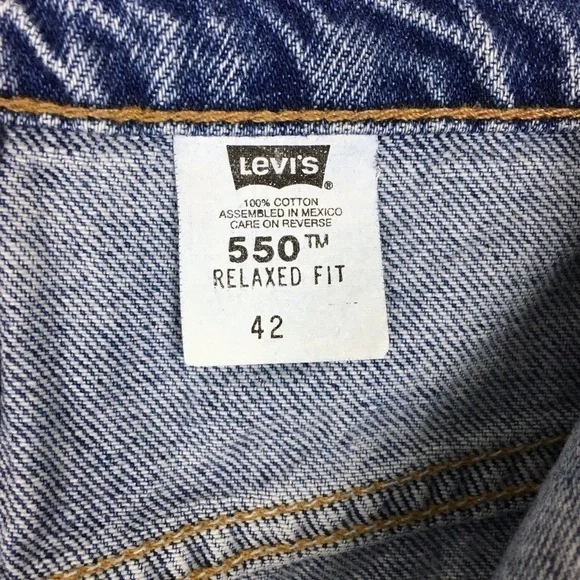 Levi's
®
100% COTTON
ASSEMBLED IN MEXICO
CARE ON REVERSE
550™
RELAXED FIT
42